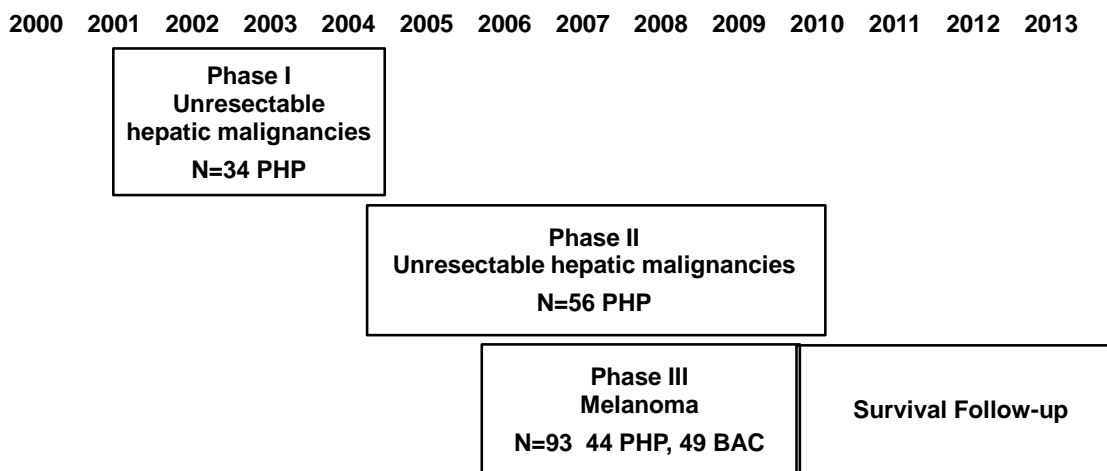 2000 2001 2002 2003 2004 2005 2006 2007 2008 2009 2010 2011 2012 2013
Phase I
Unresectable
hepatic malignancies
N=34 PHP
Phase II
Unresectable hepatic malignancies
N=56 PHP
Phase III
Melanoma
N=93 44 PHP, 49 BAC
Survival Follow-up